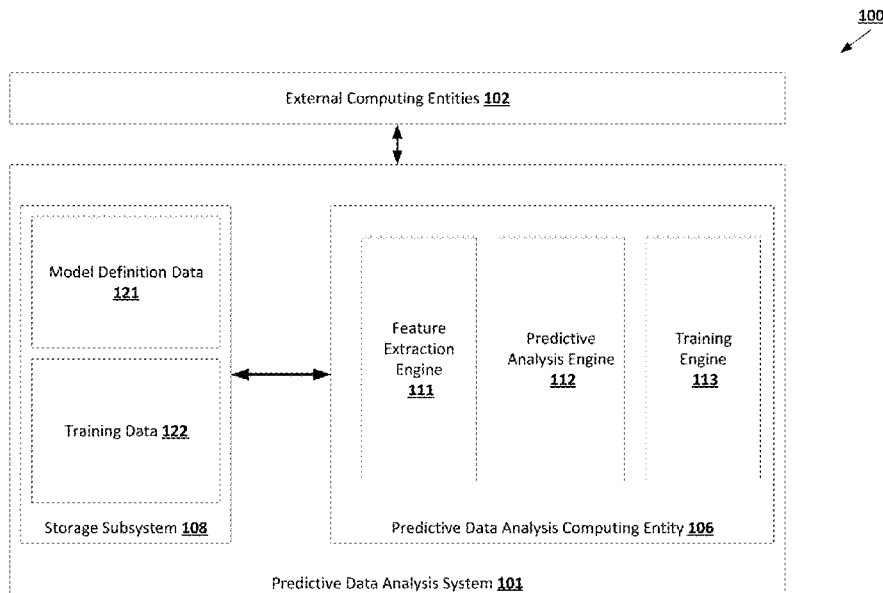 100
External Computing Entities 102
Model Definition Data
121
Training Data 122
Storage Subsystem 108
Feature
Extraction
Engine
111
Predictive
Analysis Engine
112
Training
Engine
113
Predictive Data Analysis Computing Entity 106
Predictive Data Analysis System 101